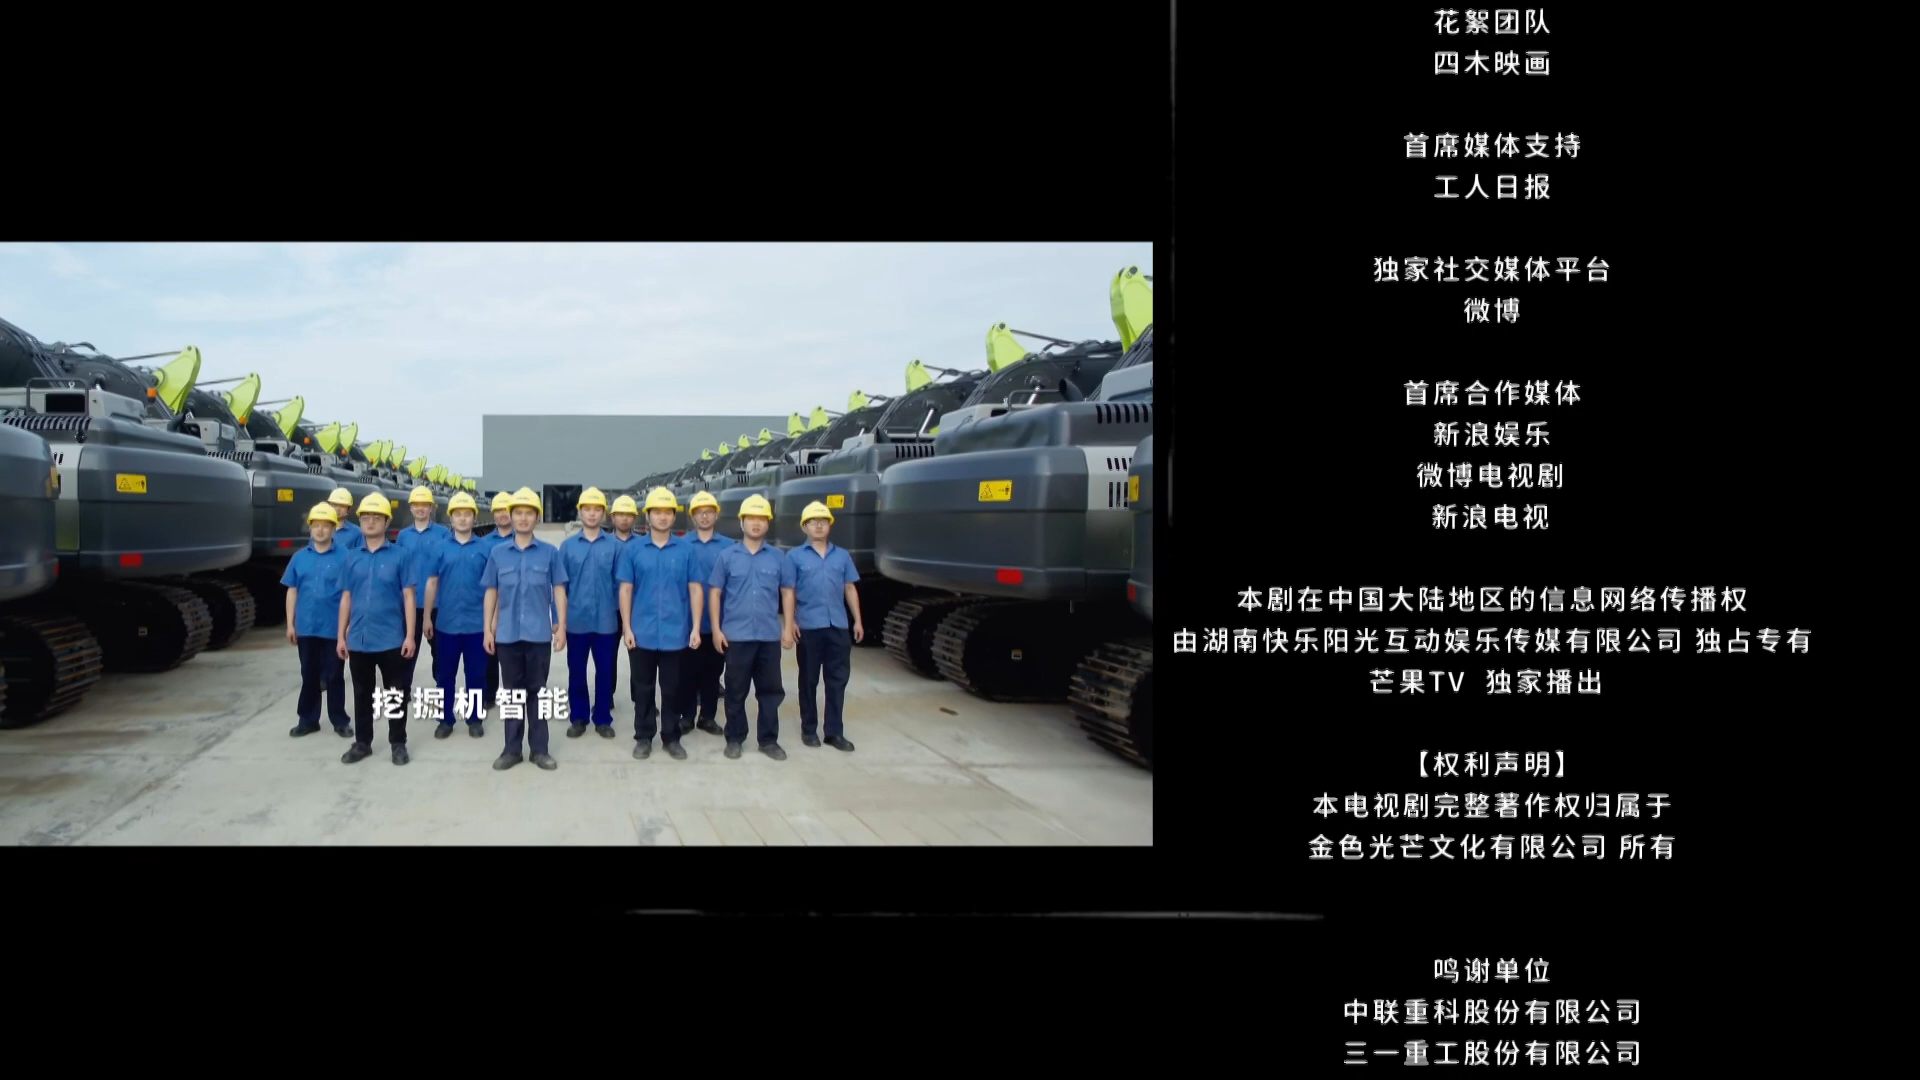 挖掘机智能
花絮团队
四木映画
首席媒体支持
工人日报
独家社交媒体平台
微博
首席合作媒体
新浪娱乐
微博电视剧
新浪电视
本剧在中国大陆地区的信息网络传播权
由湖南快乐阳光互动娱乐传媒有限公司 独占专有
芒果TV 独家播出
【权利声明】
本电视剧完整著作权归属于
金色光芒文化有限公司 所有
鸣谢单位
中联重科股份有限公司
三一重工股份有限公司